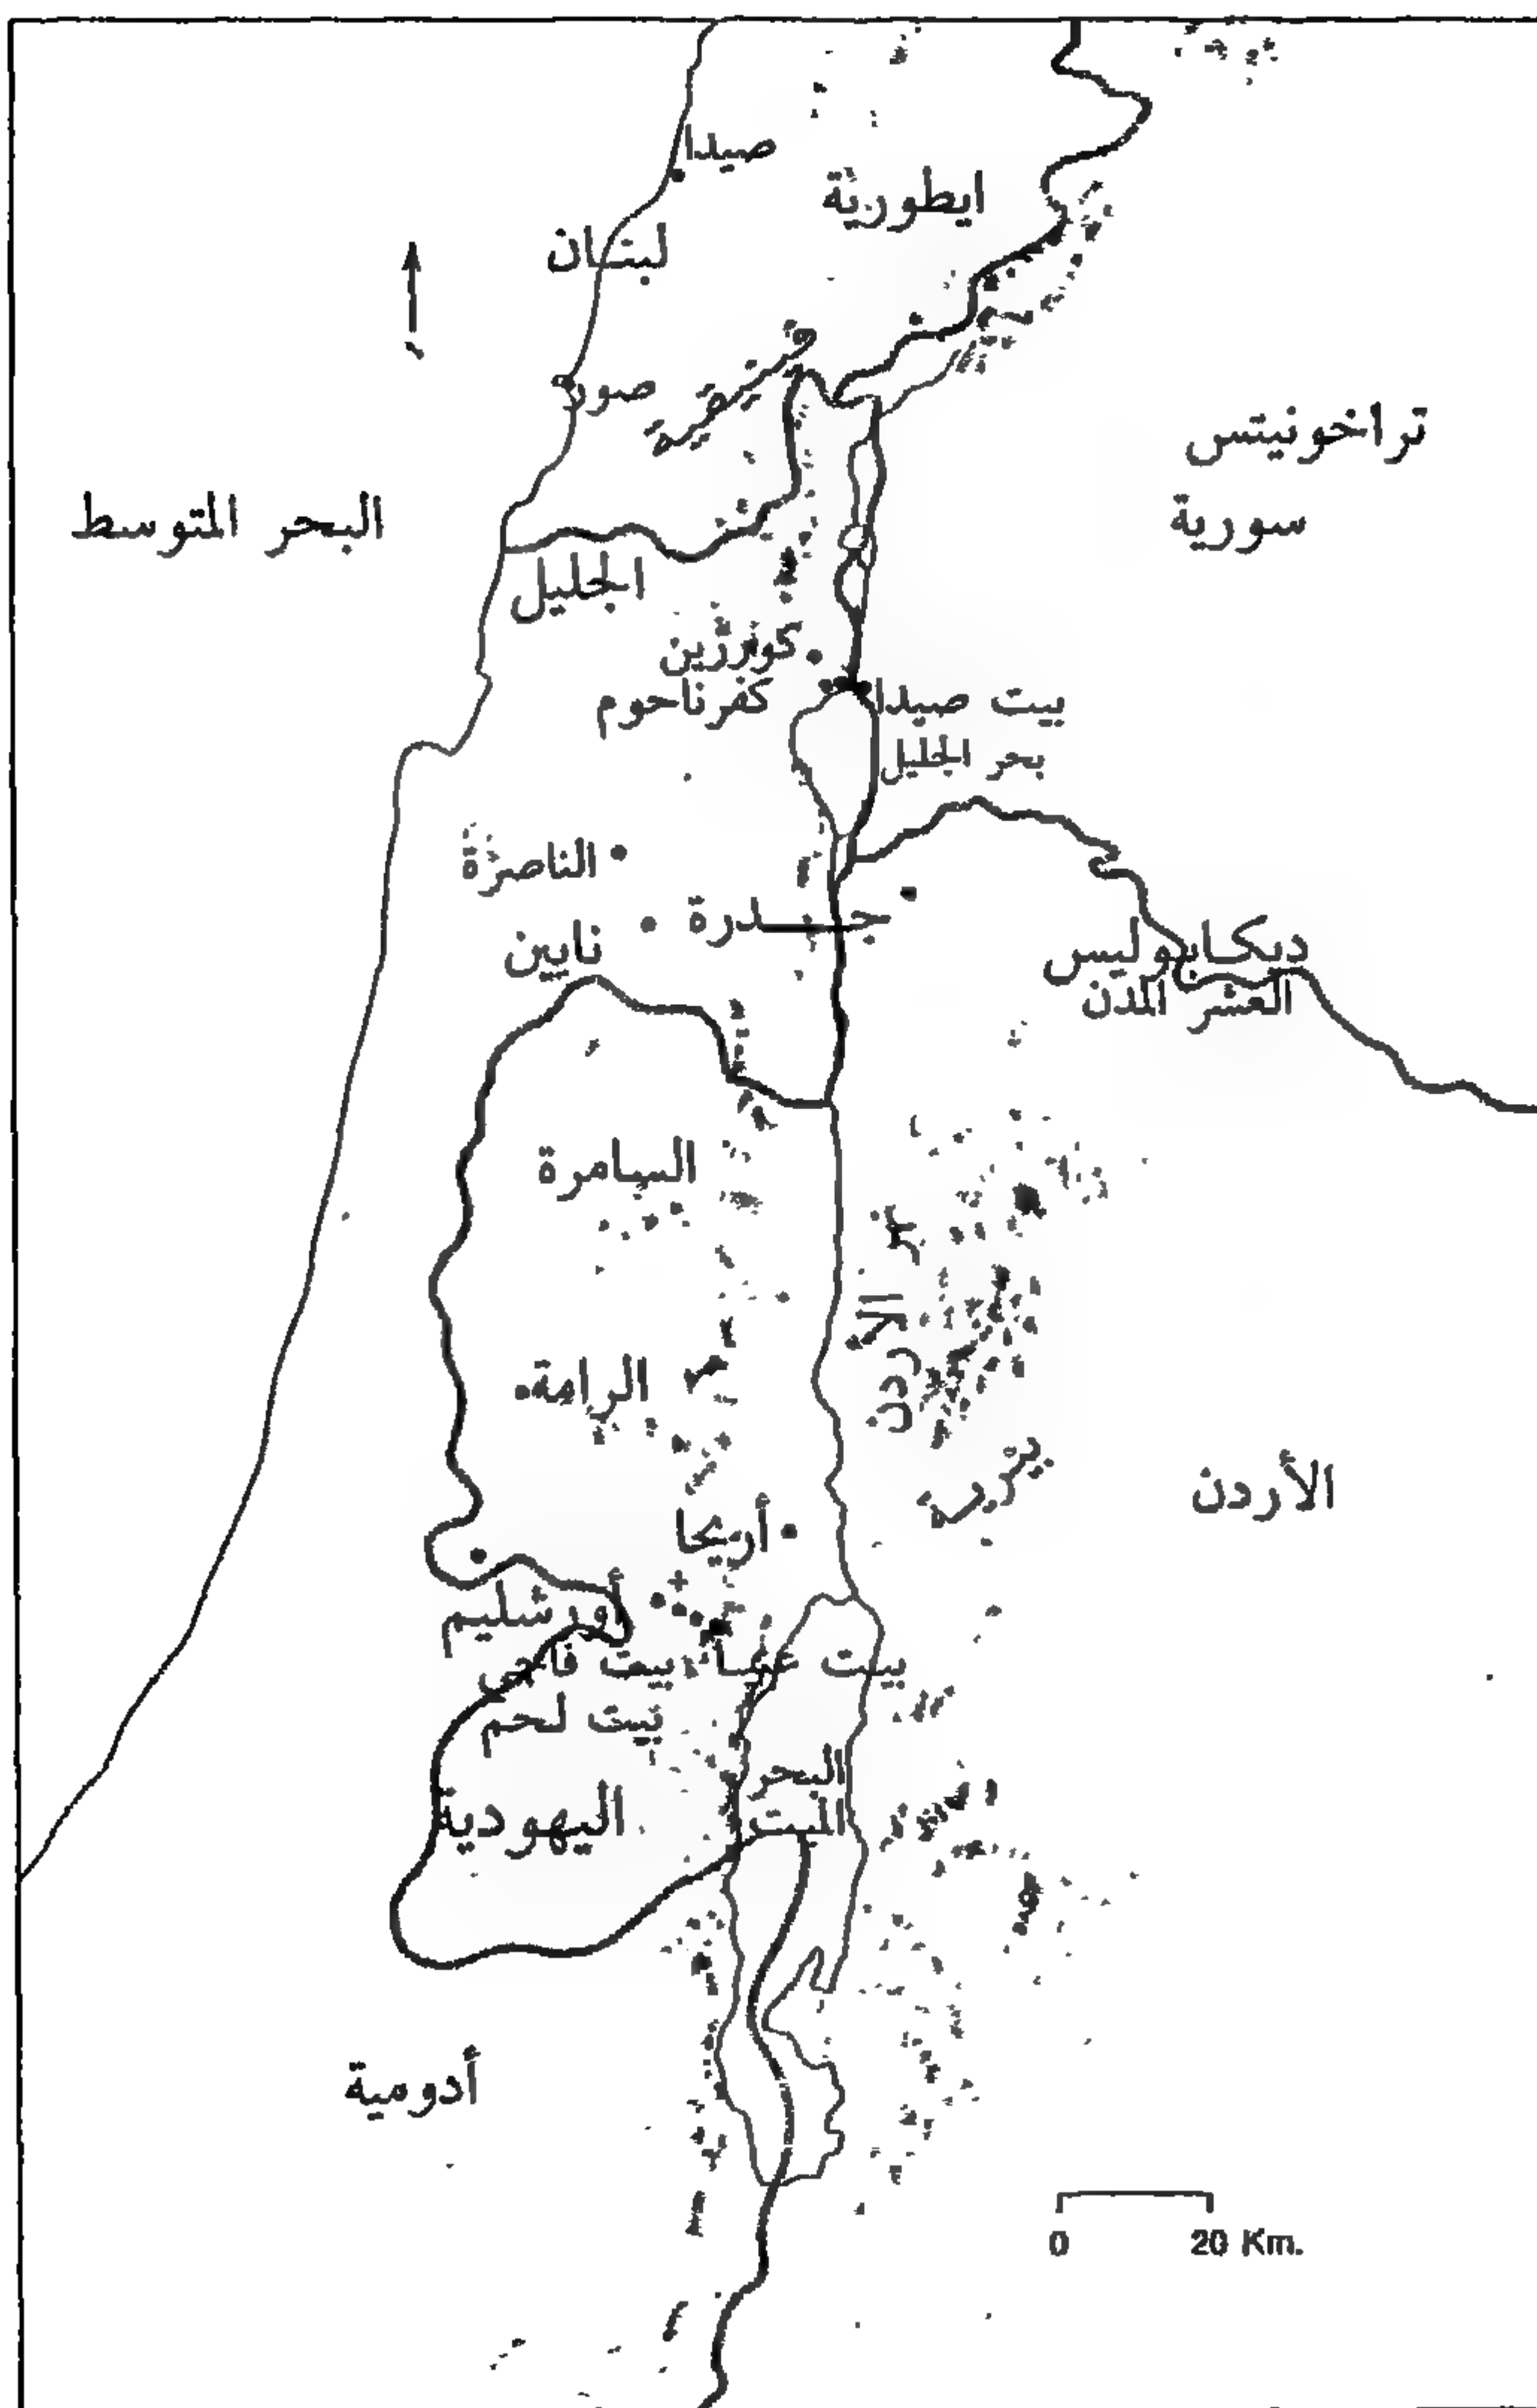 صيدا
ايطورية
لبنان
صور
فينيقية
تراخونيتس
البحر المتوسط
سورية
الجليل
كورزين
كفرناحوم
بيت صيدا
بحر الجليل
الناصرة
جدرة
نايين
ديكابوليس
العشر المدن
السامرة
الأردن
الرامة
الأردن
أريحا
أورشليم
بيت عنيا
بيت فاجي
بيت لحم
البحر
الميت
اليهودية
أدومية
0 20 Km.